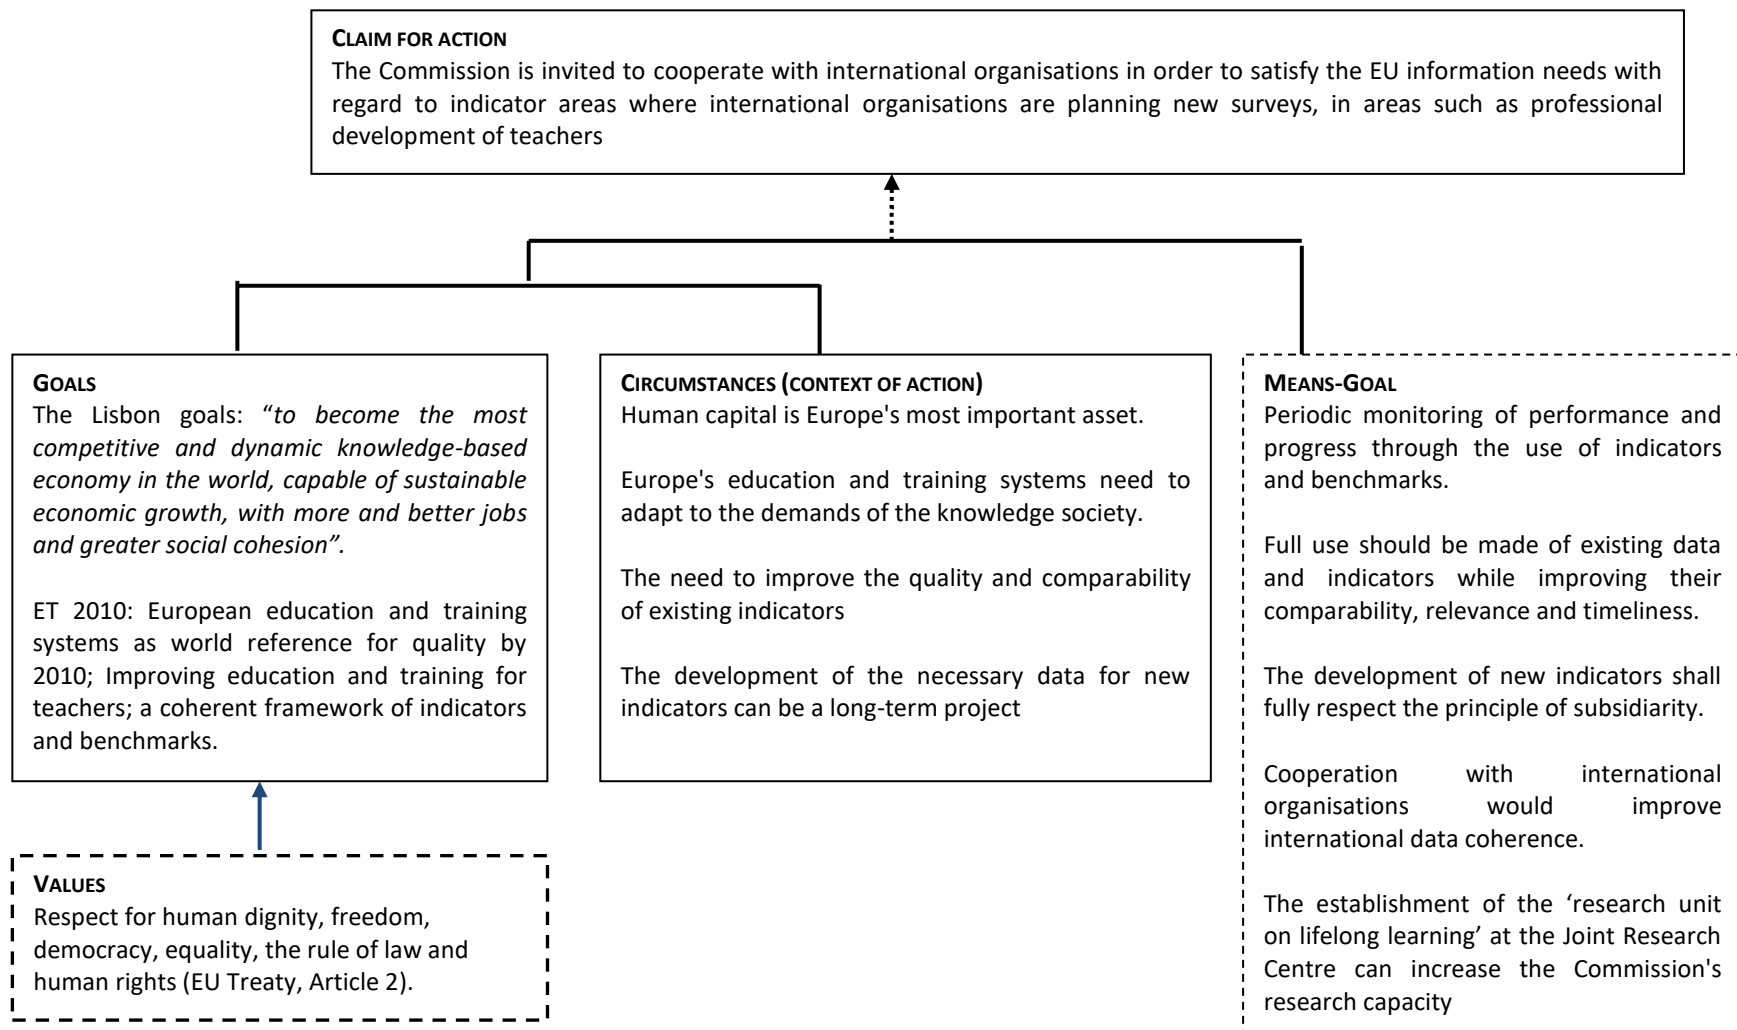 CLAIM FOR ACTION
The Commission is invited to cooperate with international organisations in order to satisfy the EU information needs with
regard to indicator areas where international organisations are planning new surveys, in areas such as professional
development of teachers
GOALS
The Lisbon goals: “to become the most
competitive and dynamic knowledge-based
economy in the world, capable of sustainable
economic growth, with more and better jobs
and greater social cohesion”.
ET 2010: European education and training
systems as world reference for quality by
2010; Improving education and training for
teachers; a coherent framework of indicators
and benchmarks.
CIRCUMSTANCES (CONTEXT OF ACTION)
Human capital is Europe's most important asset.
Europe's education and training systems need to
adapt to the demands of the knowledge society.
The need to improve the quality and comparability
of existing indicators
The development of the necessary data for new
indicators can be a long-term project
MEANS-GOAL
Periodic monitoring of performance and
progress through the use of indicators
and benchmarks.
Full use should be made of existing data
and indicators while improving their
comparability, relevance and timeliness.
The development of new indicators shall
fully respect the principle of subsidiarity.
Cooperation with international
organisations would improve
international data coherence.
The establishment of the ‘research unit
on lifelong learning’ at the Joint Research
Centre can increase the Commission's
research capacity
VALUES
Respect for human dignity, freedom,
democracy, equality, the rule of law and
human rights (EU Treaty, Article 2).